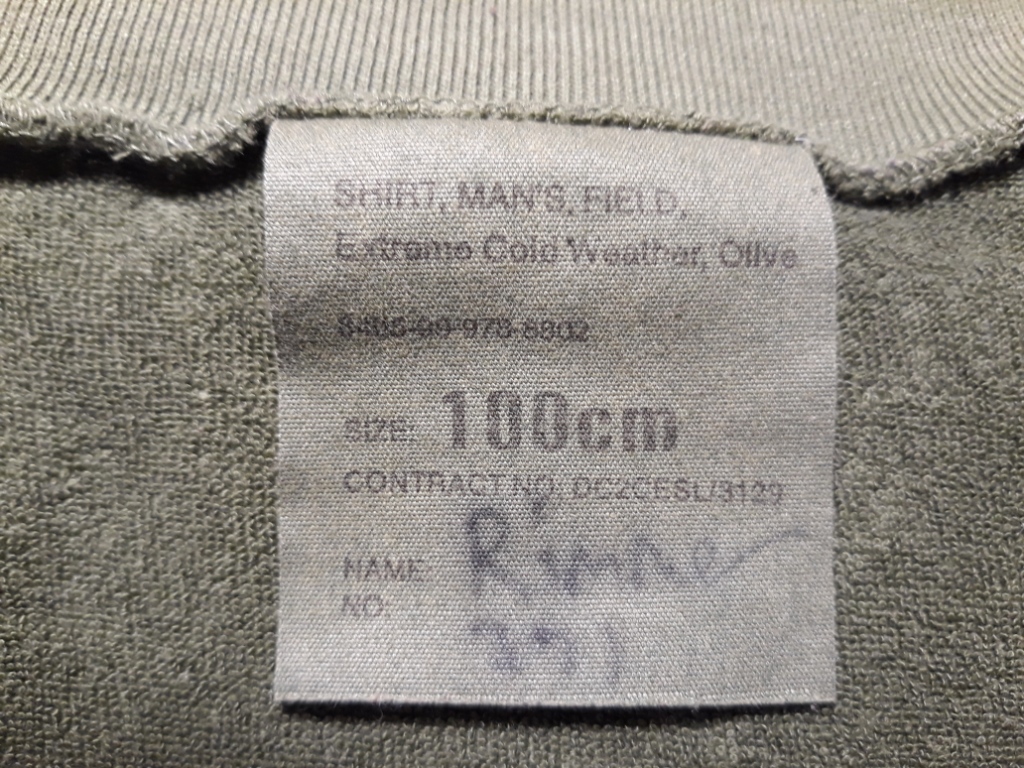 SHIRT, MAN'S, FIELD,
Extreme Cold Weather, Olive
SIZE: 100cm
CONTRACT NO. DC2CESL/3129
NAME
NO.